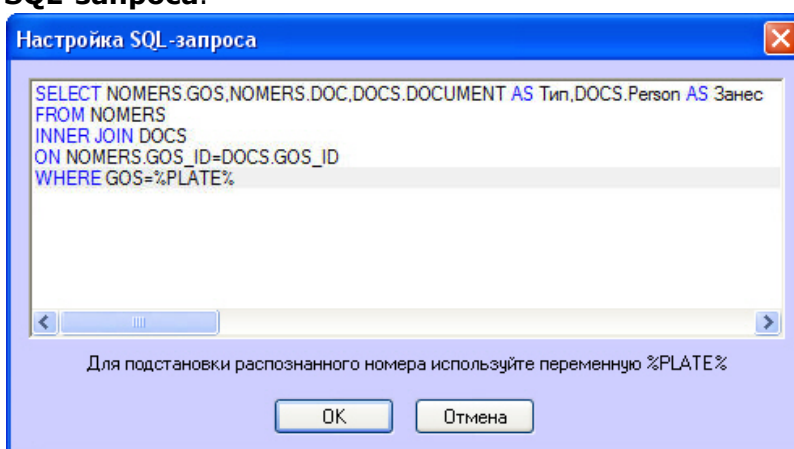 SQL-запроса.
Настройка SQL-запроса
SELECT NOMERS.GOS,NOMERS.DOC,DOCS.DOCUMENT AS Тип,DOCS.Person AS Занес
FROM NOMERS
INNER JOIN DOCS
ON NOMERS.GOS_ID=DOCS.GOS_ID
WHERE GOS=%PLATE%
Для подстановки распознанного номера используйте переменную %PLATE%
OK Отмена